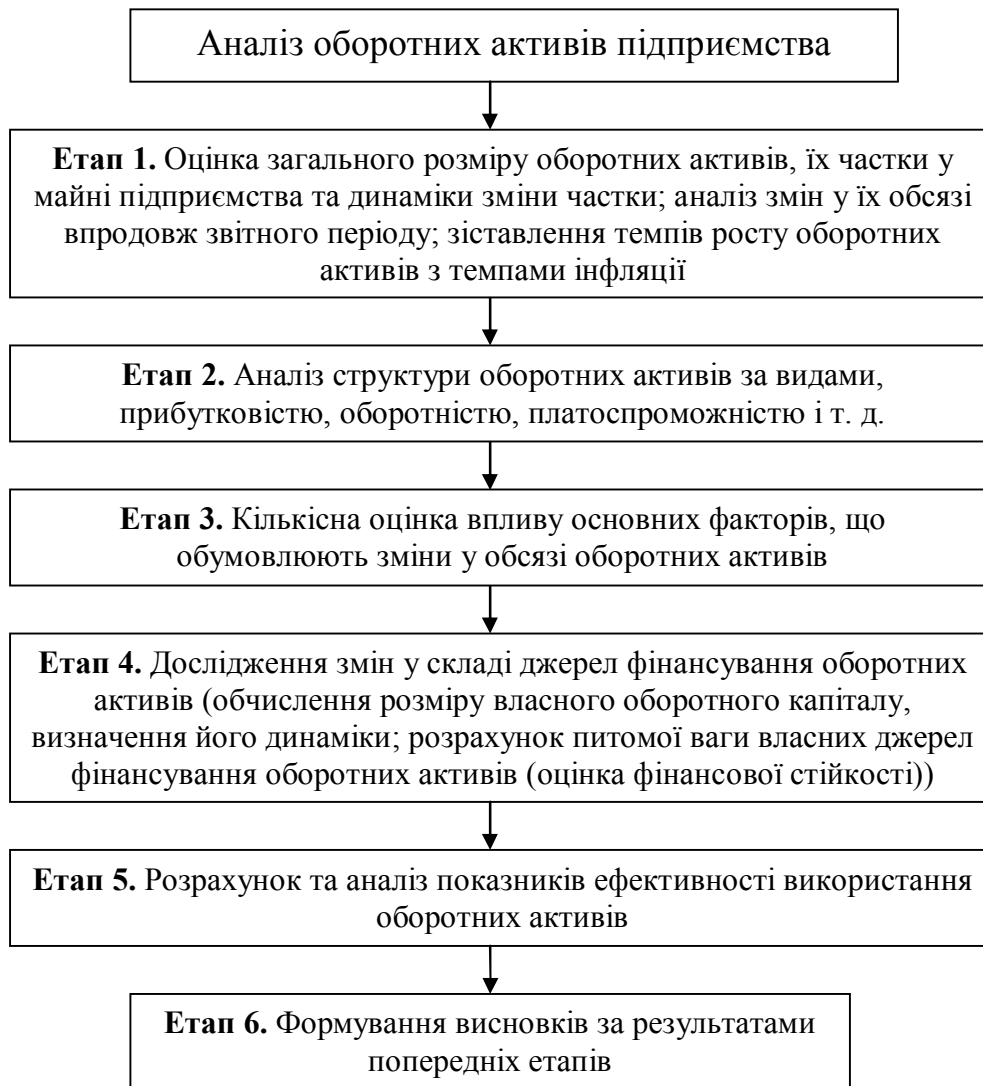 Аналіз оборотних активів підприємства
Етап 1. Оцінка загального розміру оборотних активів, їх частки у
майні підприємства та динаміки зміни частки; аналіз змін у їх обсязі
впродовж звітного періоду; зіставлення темпів росту оборотних
активів з темпами інфляції
Етап 2. Аналіз структури оборотних активів за видами,
прибутковістю, оборотністю, платоспроможністю і т. д.
Етап 3. Кількісна оцінка впливу основних факторів, що
обумовлюють зміни у обсязі оборотних активів
Етап 4. Дослідження змін у складі джерел фінансування оборотних
активів (обчислення розміру власного оборотного капіталу,
визначення його динаміки; розрахунок питомої ваги власних джерел
фінансування оборотних активів (оцінка фінансової стійкості))
Етап 5. Розрахунок та аналіз показників ефективності використання
оборотних активів
Етап 6. Формування висновків за результатами
попередніх етапів